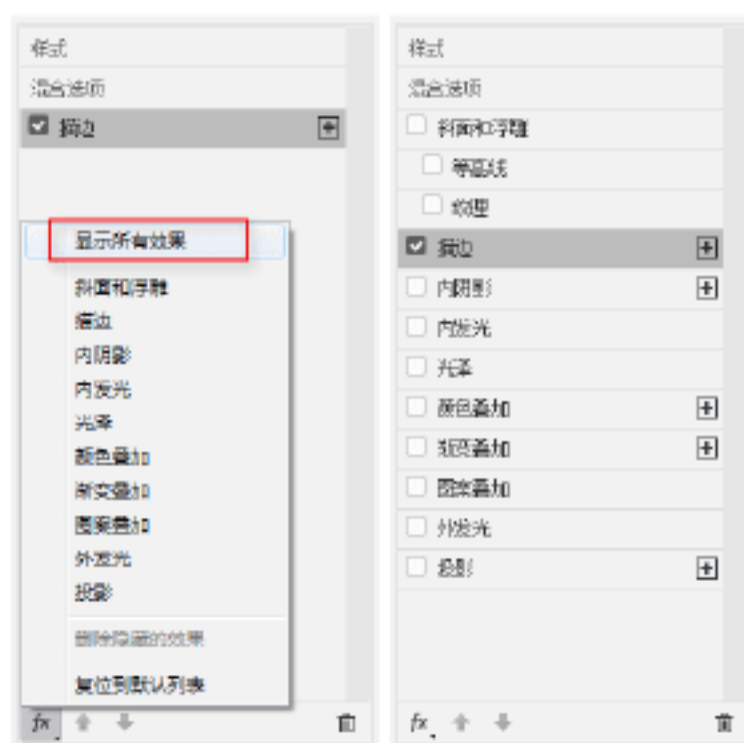 样式
混合选项
描边
显示所有效果
斜面和浮雕
描边
内阴影
内发光
光泽
颜色叠加
渐变叠加
图案叠加
外发光
投影
删除隐藏的效果
复位到默认列表
fx
样式
混合选项
斜面和浮雕
等高线
纹理
描边
内阴影
内发光
光泽
颜色叠加
渐变叠加
图案叠加
外发光
投影
fx